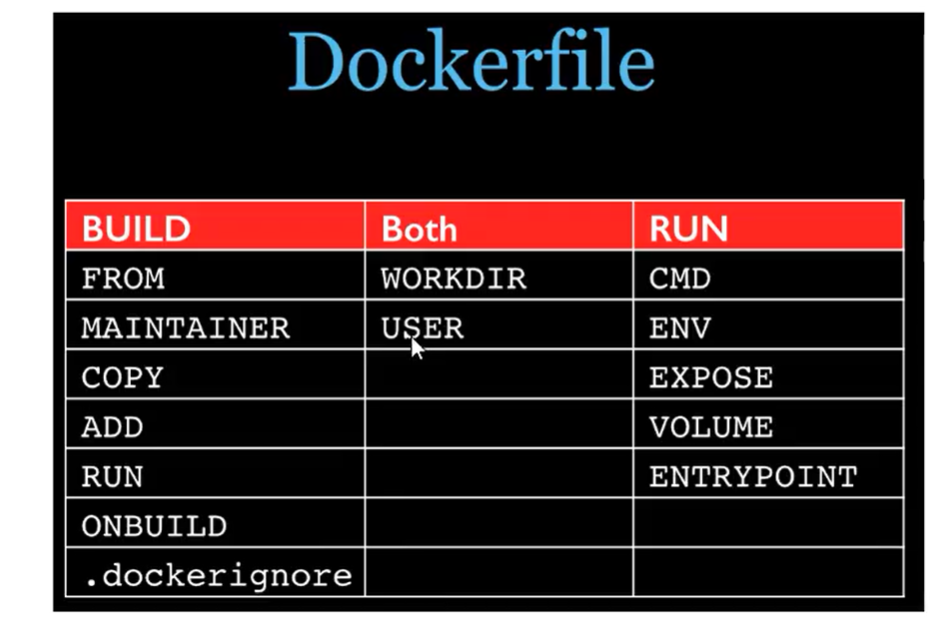 Dockerfile
BUILD Both RUN
FROM WORKDIR CMD
MAINTAINER USER ENV
COPY EXPOSE
ADD VOLUME
RUN ENTRYPOINT
ONBUILD
.dockerignore